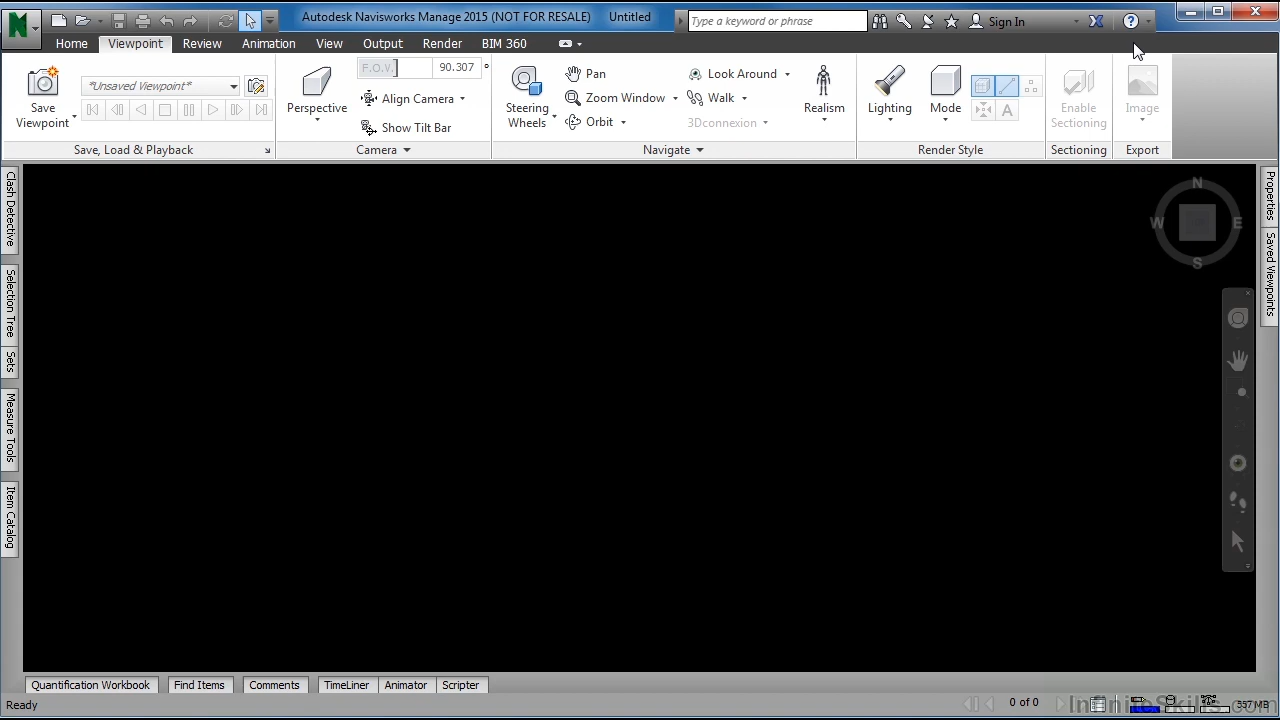 Autodesk Navisworks Manage 2015 (NOT FOR RESALE) Untitled
Type a keyword or phrase
Sign In
Home Viewpoint Review Animation View Output Render BIM 360
Save Viewpoint
*Unsaved Viewpoint*
Save, Load & Playback
Perspective
F.O.V. 90.307 °
Align Camera
Show Tilt Bar
Camera
Steering Wheels
Pan
Zoom Window
Orbit
Look Around
Walk
3Dconnexion
Realism
Navigate
Lighting
Mode
A
Render Style
Enable Sectioning
Sectioning
Image
Export
Clash Detective
Selection Tree
Sets
Measure Tools
Item Catalog
N
W E
S
Properties
Saved Viewpoints
Quantification Workbook Find Items Comments TimeLiner Animator Scripter
Ready
0 of 0
557 MB
InfiniteSkills.com